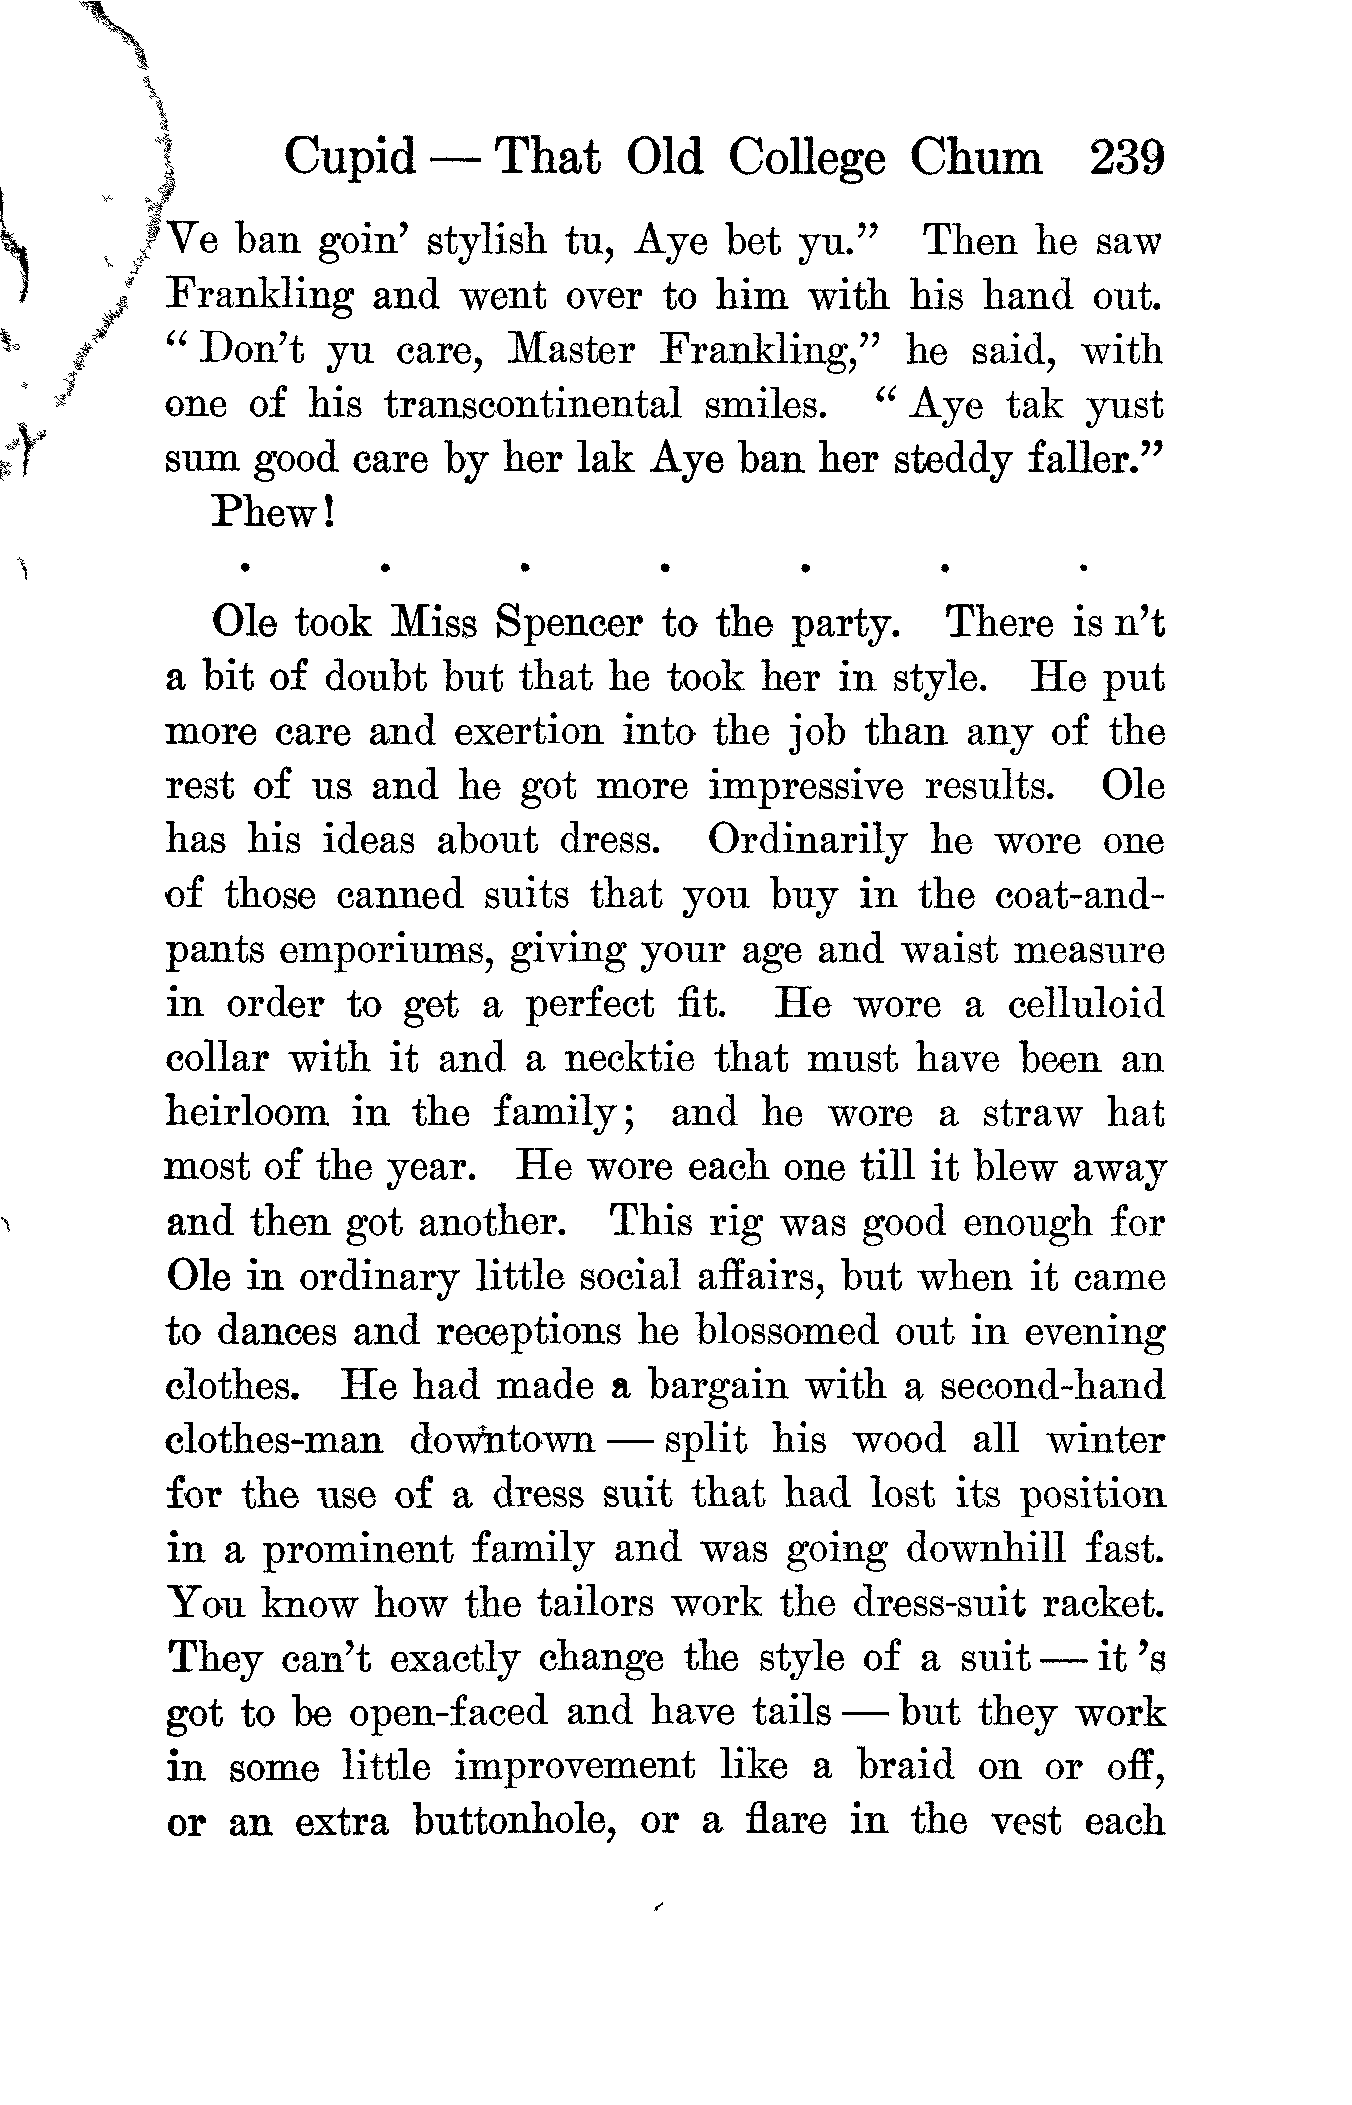 Cupid — That Old College Chum 239
Ve ban goin' stylish tu, Aye bet yu." Then he saw
Frankling and went over to him with his hand out.
"Don't yu care, Master Frankling," he said, with
one of his transcontinental smiles. "Aye tak yust
sum good care by her lak Aye ban her steddy faller."
Phew!
. . . . . . .
Ole took Miss Spencer to the party. There is n't
a bit of doubt but that he took her in style. He put
more care and exertion into the job than any of the
rest of us and he got more impressive results. Ole
has his ideas about dress. Ordinarily he wore one
of those canned suits that you buy in the coat-and-
pants emporiums, giving your age and waist measure
in order to get a perfect fit. He wore a celluloid
collar with it and a necktie that must have been an
heirloom in the family; and he wore a straw hat
most of the year. He wore each one till it blew away
and then got another. This rig was good enough for
Ole in ordinary little social affairs, but when it came
to dances and receptions he blossomed out in evening
clothes. He had made a bargain with a second-hand
clothes-man downtown — split his wood all winter
for the use of a dress suit that had lost its position
in a prominent family and was going downhill fast.
You know how the tailors work the dress-suit racket.
They can't exactly change the style of a suit — it 's
got to be open-faced and have tails — but they work
in some little improvement like a braid on or off,
or an extra buttonhole, or a flare in the vest each